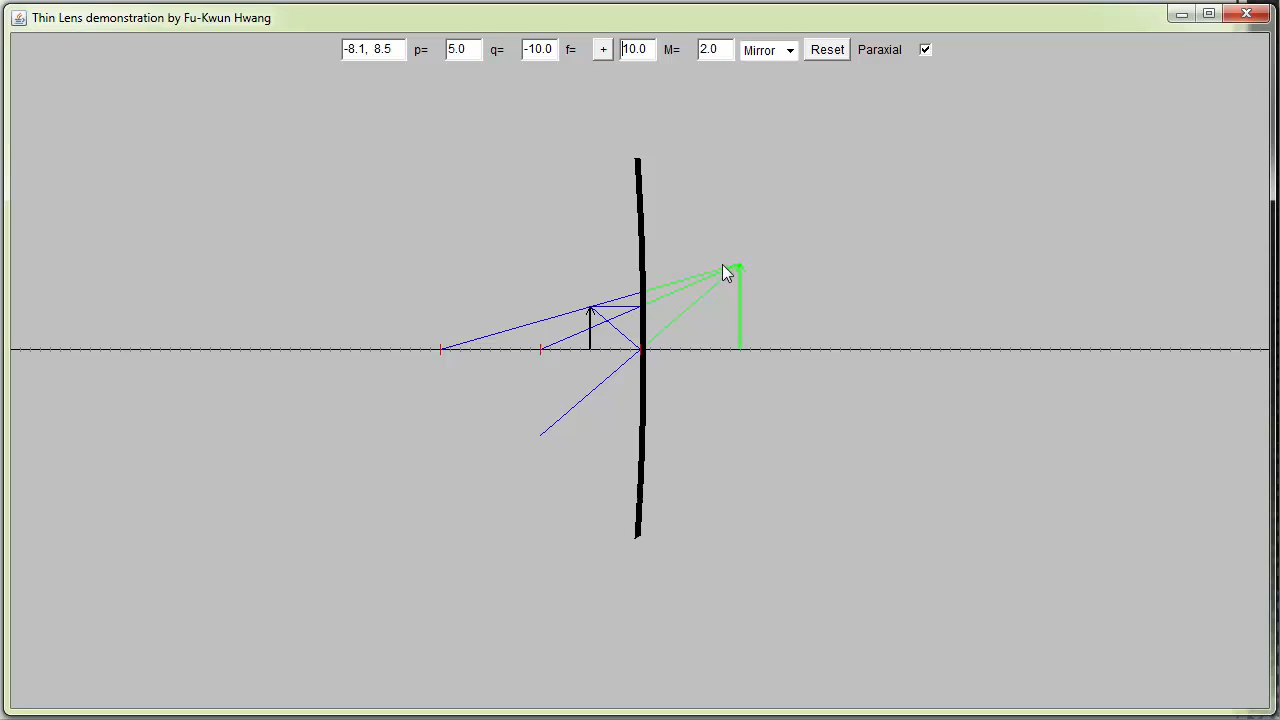 Thin Lens demonstration by Fu-Kwun Hwang
-8.1, 8.5 p= 5.0 q= -10.0 f= + 10.0 M= 2.0 Mirror Reset Paraxial